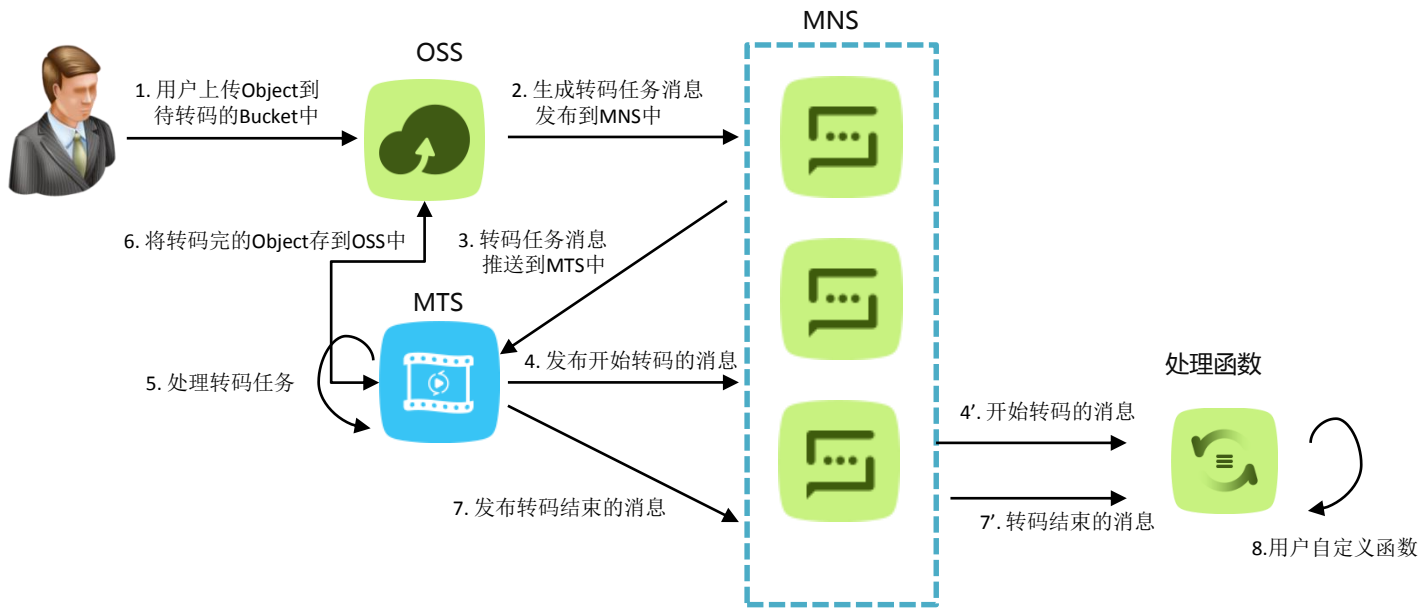 MNS
OSS
1. 用户上传Object到
待转码的Bucket中
2. 生成转码任务消息
发布到MNS中
6. 将转码完的Object存到OSS中
3. 转码任务消息
推送到MTS中
MTS
5. 处理转码任务
4. 发布开始转码的消息
7. 发布转码结束的消息
处理函数
4’. 开始转码的消息
7’. 转码结束的消息
8.用户自定义函数